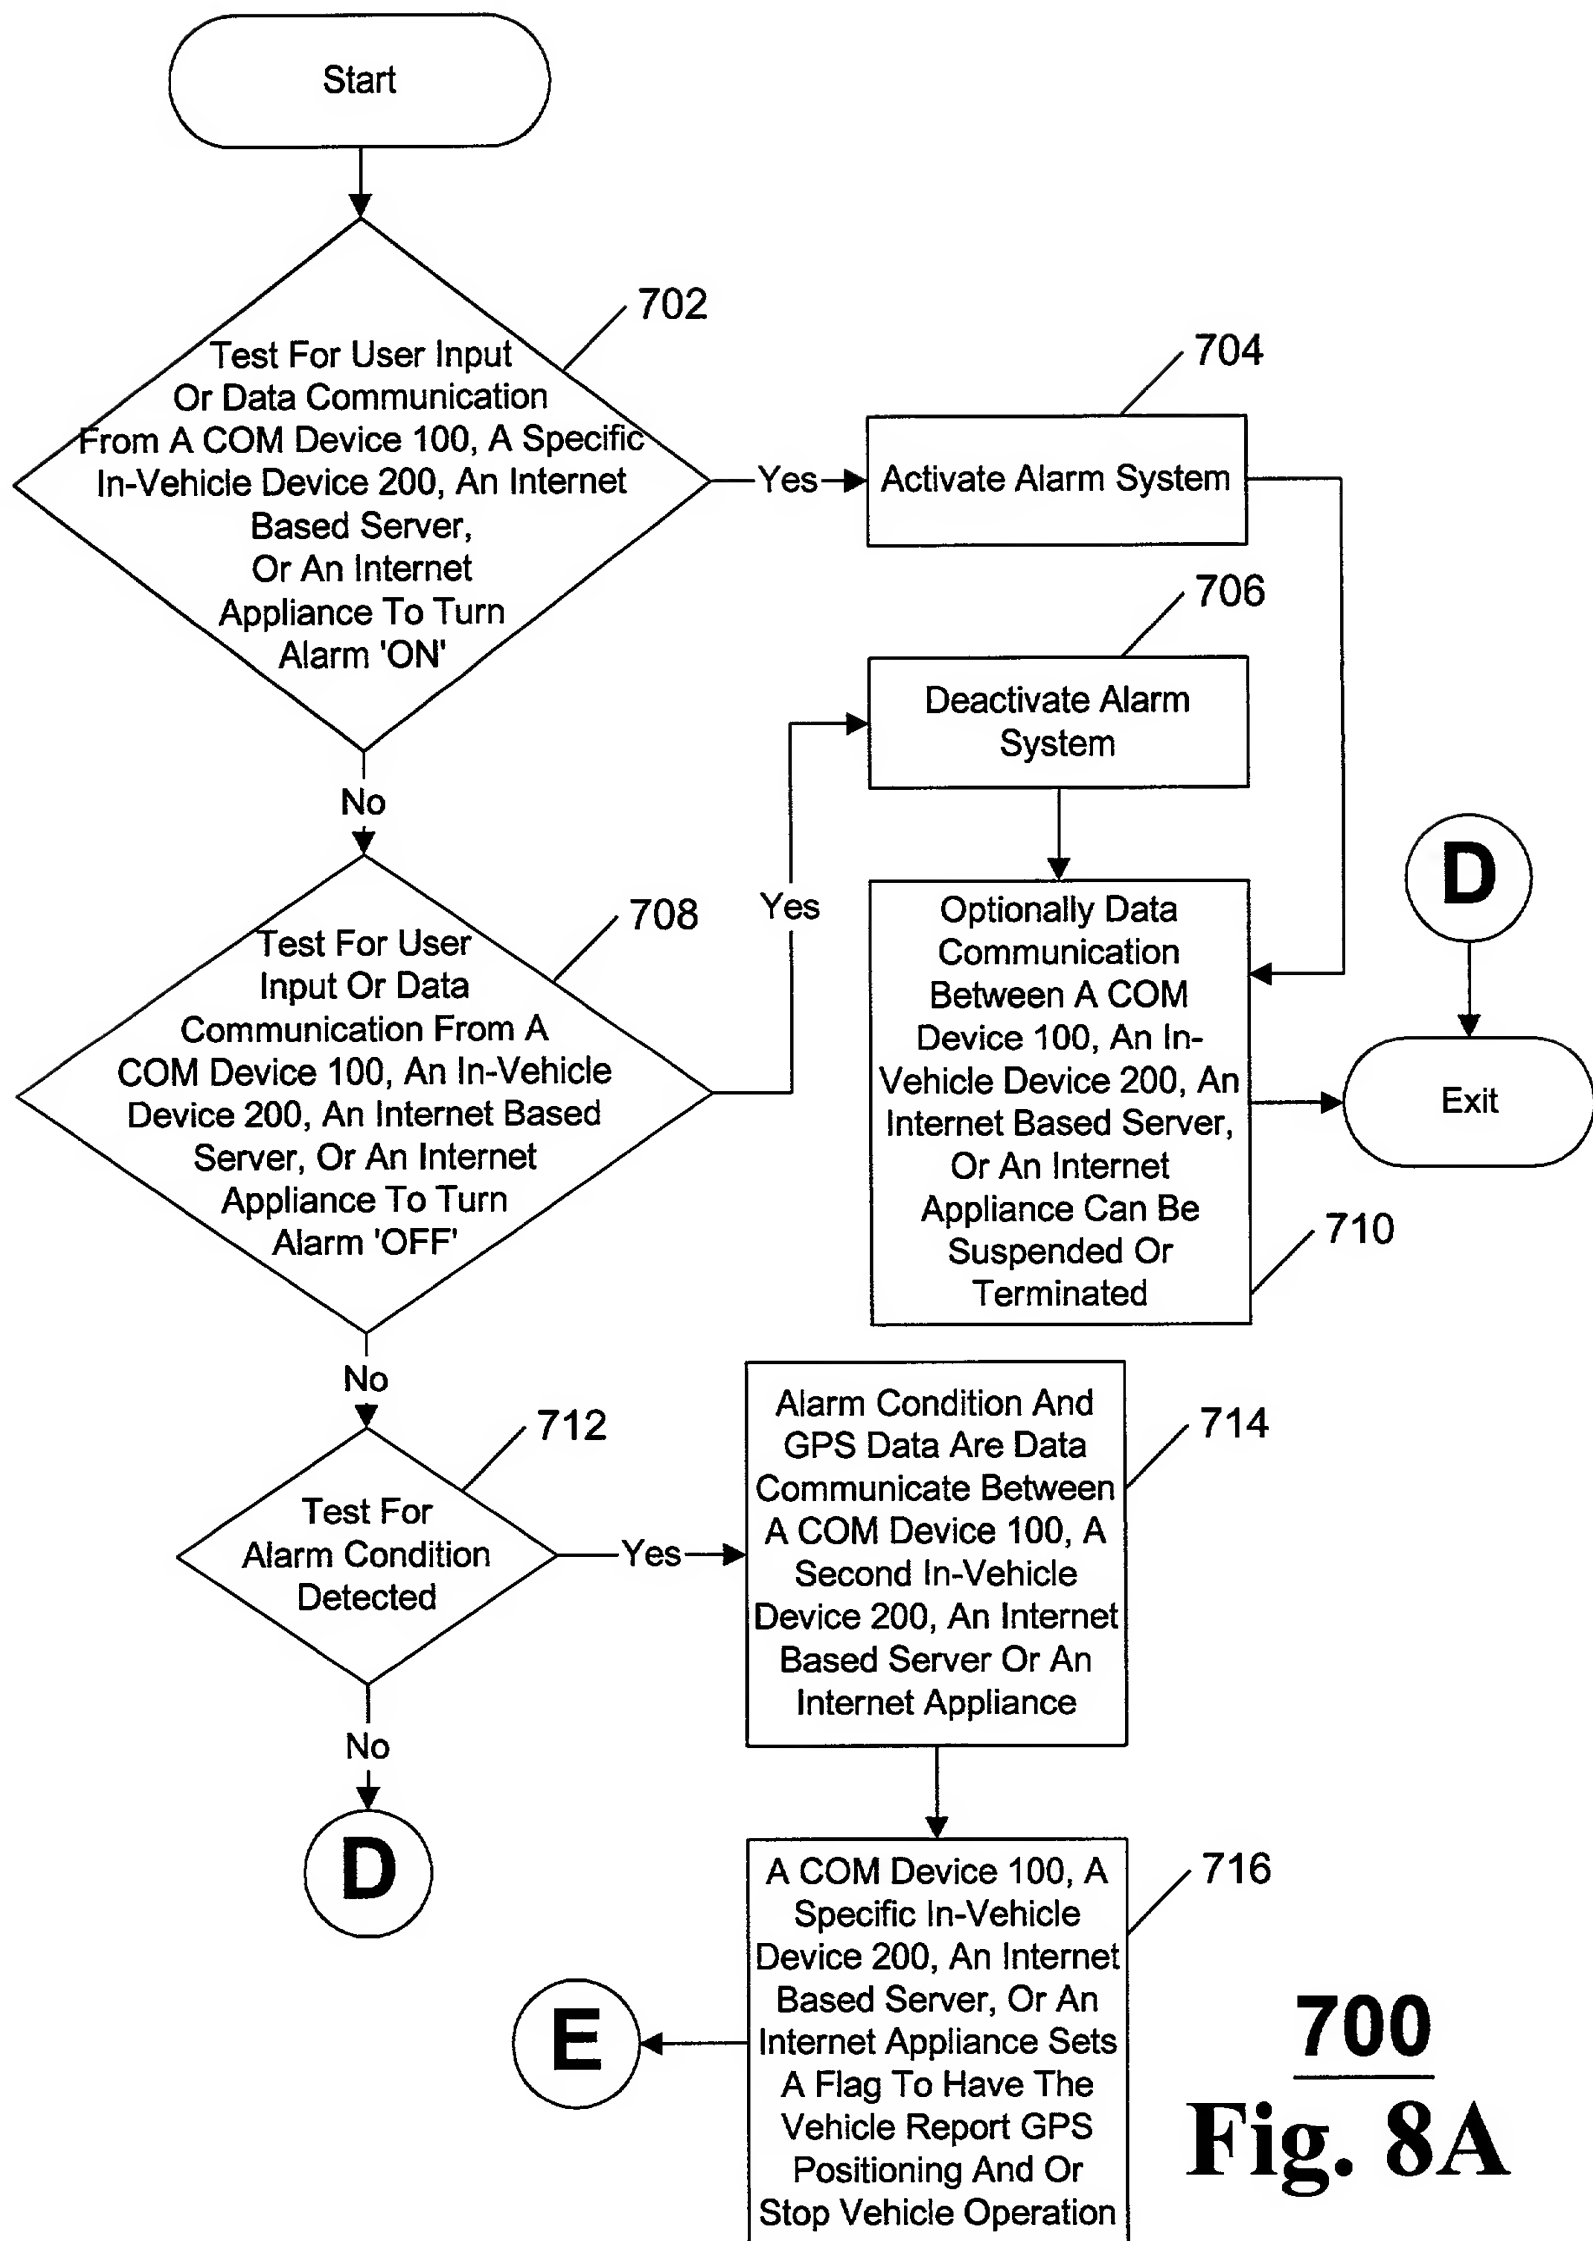 Start
702
Test For User Input
Or Data Communication
From A COM Device 100, A Specific
In-Vehicle Device 200, An Internet
Based Server,
Or An Internet
Appliance To Turn
Alarm 'ON'
Yes
704
Activate Alarm System
706
Deactivate Alarm
System
No
708
Test For User
Input Or Data
Communication From A
COM Device 100, An In-Vehicle
Device 200, An Internet Based
Server, Or An Internet
Appliance To Turn
Alarm 'OFF'
Yes
Optionally Data
Communication
Between A COM
Device 100, An In-
Vehicle Device 200, An
Internet Based Server,
Or An Internet
Appliance Can Be
Suspended Or
Terminated
710
D
Exit
No
712
Test For
Alarm Condition
Detected
Yes
Alarm Condition And
GPS Data Are Data
Communicate Between
A COM Device 100, A
Second In-Vehicle
Device 200, An Internet
Based Server Or An
Internet Appliance
714
No
D
A COM Device 100, A
Specific In-Vehicle
Device 200, An Internet
Based Server, Or An
Internet Appliance Sets
A Flag To Have The
Vehicle Report GPS
Positioning And Or
Stop Vehicle Operation
716
E
700
Fig. 8A